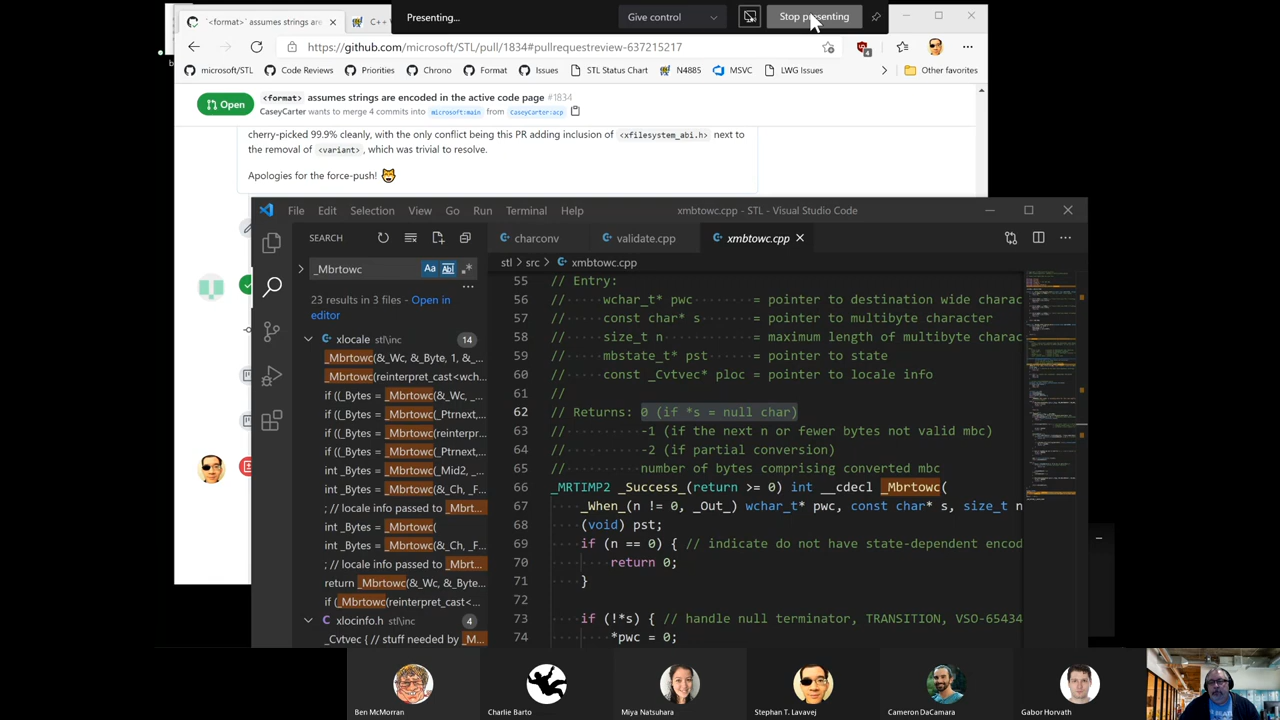 Presenting...
Give control
Stop presenting
`<format>` assumes strings are
C++ V
https://github.com/microsoft/STL/pull/1834#pullrequestreview-637215217
4
microsoft/STL
Code Reviews
Priorities
Chrono
Format
Issues
STL Status Chart
N4885
MSVC
LWG Issues
Other favorites
Open
<format> assumes strings are encoded in the active code page #1834
CaseyCarter wants to merge 4 commits into microsoft:main from CaseyCarter:acp
cherry-picked 99.9% cleanly, with the only conflict being this PR adding inclusion of <xfilesystem_abi.h> next to
the removal of <variant>, which was trivial to resolve.
Apologies for the force-push!
File Edit Selection View Go Run Terminal Help
xmbtowc.cpp - STL - Visual Studio Code
SEARCH
charconv
validate.cpp
xmbtowc.cpp
_Mbrtowc
Aa
stl > src > xmbtowc.cpp
23 results in 3 files - Open in
editor
xlocale stl\inc 14
_Mbrtowc(&_Wc, &_Byte, 1, &_...
_Mbrtowc(reinterpret_cast<wch...
if ((_Bytes = _Mbrtowc(&_Wc, ...
if ((_Bytes = _Mbrtowc(_Ptrnext, ...
if ((_Bytes = _Mbrtowc(reinterpr...
if ((_Bytes = _Mbrtowc(_Ptrnext, ...
int _Bytes = _Mbrtowc(_Mid2, _...
int _Bytes = _Mbrtowc(&_Ch, _F...
// locale info passed to _Mbrt...
int _Bytes = _Mbrtowc(
int _Bytes = _Mbrtowc(&_Ch, _F...
; // locale info passed to _Mbrt...
return _Mbrtowc(&_Wc, &_Byte...
if (_Mbrtowc(reinterpret_cast<...
xlocinfo.h stl\inc 4
_Cvtvec { // stuff needed by _M...
55 // Entry:
56 // wchar_t* pwc = pointer to destination wide charac
57 // const char* s = pointer to multibyte character
58 // size_t n = maximum length of multibyte charac
59 // mbstate_t* pst = pointer to state
60 // _Cvtvec* ploc = pointer to locale info
61 //
62 // Returns: 0 (if *s = null char)
63 // -1 (if the next n or fewer bytes not valid mbc)
64 // -2 (if partial conversion)
65 // number of bytes comprising converted mbc
66 _MRTIMP2 _Success_(return >= 0) int __cdecl _Mbrtowc(
67 _When_(n != 0, _Out_) wchar_t* pwc, const char* s, size_t n
68 (void) pst;
69 if (n == 0) { // indicate do not have state-dependent encod
70 return 0;
71 }
72
73 if (!*s) { // handle null terminator, TRANSITION, VSO-65434
74 *pwc = 0;
Ben McMorran
Charlie Barto
Miya Natsuhara
Stephan T. Lavavej
Cameron DaCamara
Gabor Horvath